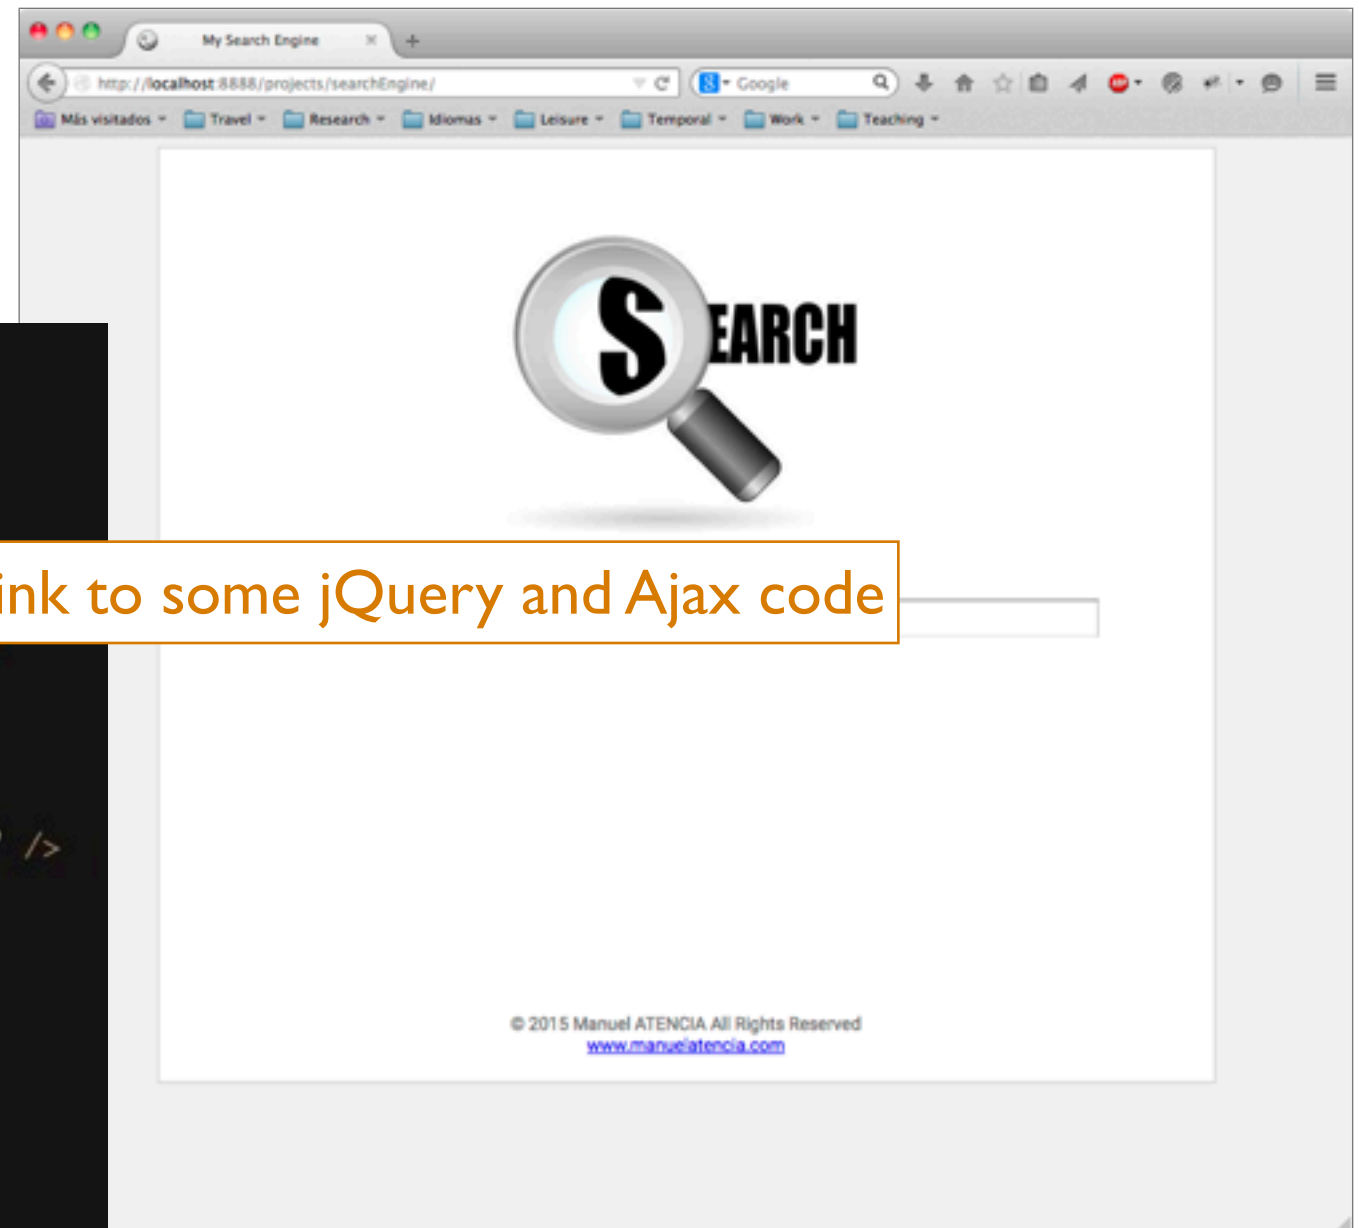 My Search Engine
http://localhost:8888/projects/searchEngine/
Google
Más visitados Travel Research Idiomas Leisure Temporal Work Teaching
SEARCH
ink to some jQuery and Ajax code
/>
© 2015 Manuel ATENCIA All Rights Reserved
www.manuelatencia.com